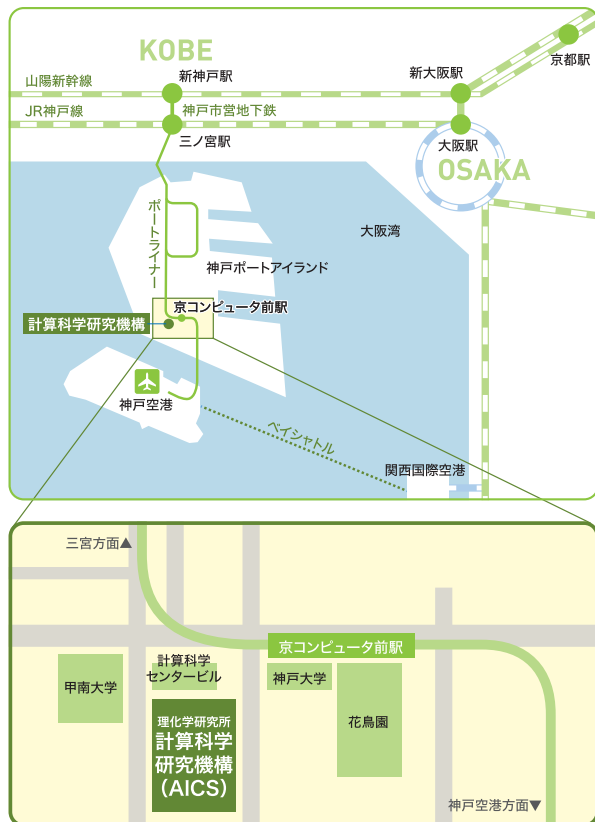 KOBE
京都駅
新神戸駅
新大阪駅
山陽新幹線
JR神戸線
神戸市営地下鉄
三ノ宮駅
大阪駅
OSAKA
ポートライナー
大阪湾
神戸ポートアイランド
京コンピュータ前駅
計算科学研究機構
神戸空港
ベイシャトル
関西国際空港
三宮方面▲
京コンピュータ前駅
計算科学
センタービル
甲南大学
神戸大学
花鳥園
理化学研究所
計算科学
研究機構
（AICS）
神戸空港方面▼